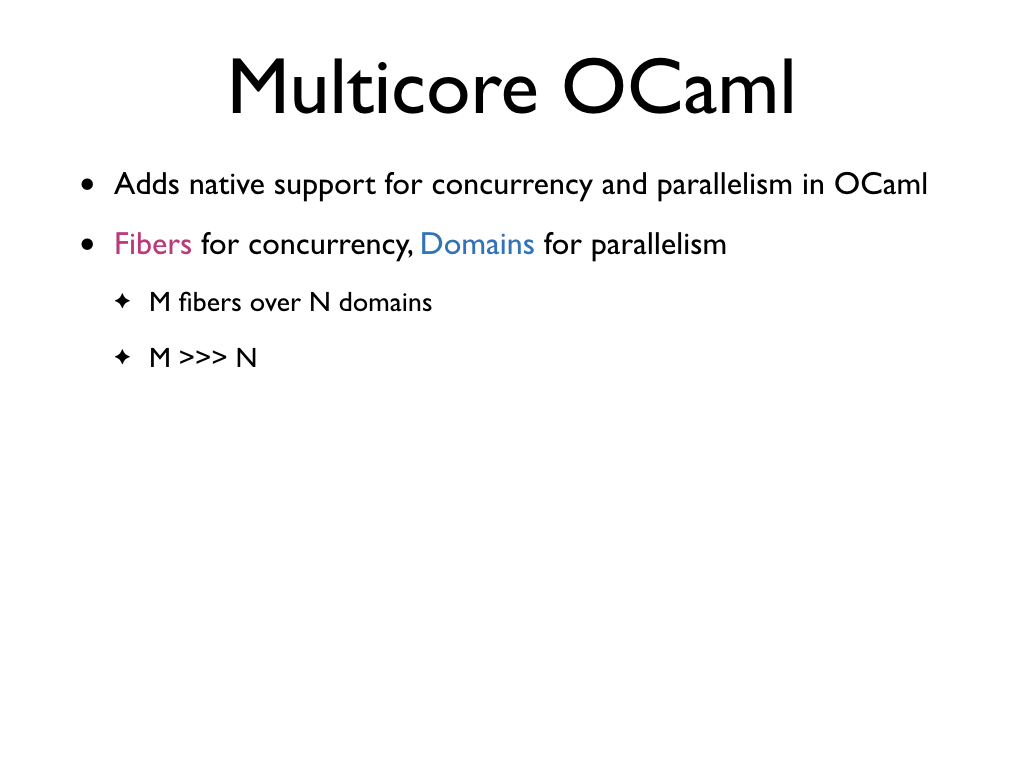 Multicore OCaml
• Adds native support for concurrency and parallelism in OCaml
• Fibers for concurrency, Domains for parallelism
✦ M fibers over N domains
✦ M >>> N